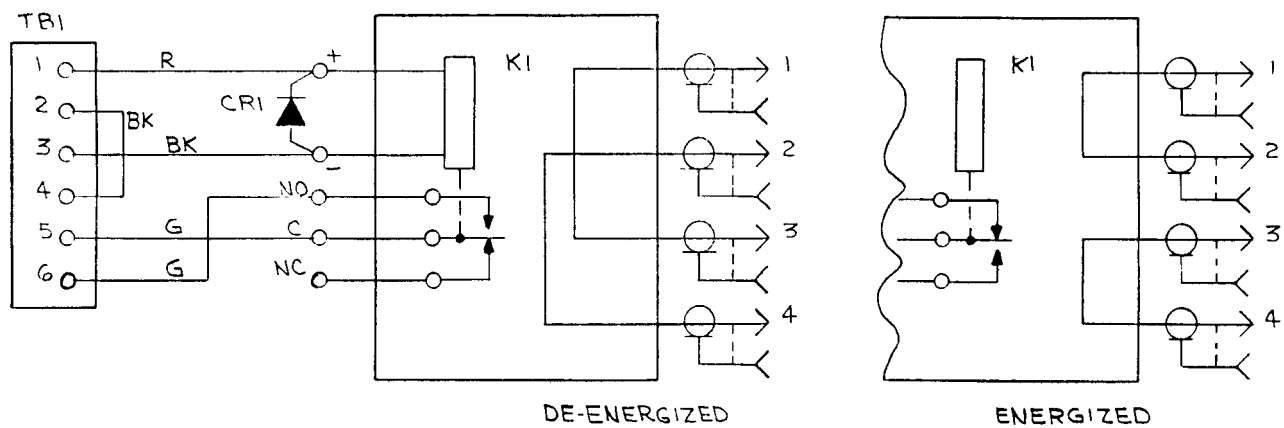 TB1
1
R
+
2
BK
CR1
3
BK
-
4
NO
5
G
C
6
G
NC
K1
1
2
3
4
DE-ENERGIZED
K1
1
2
3
4
ENERGIZED